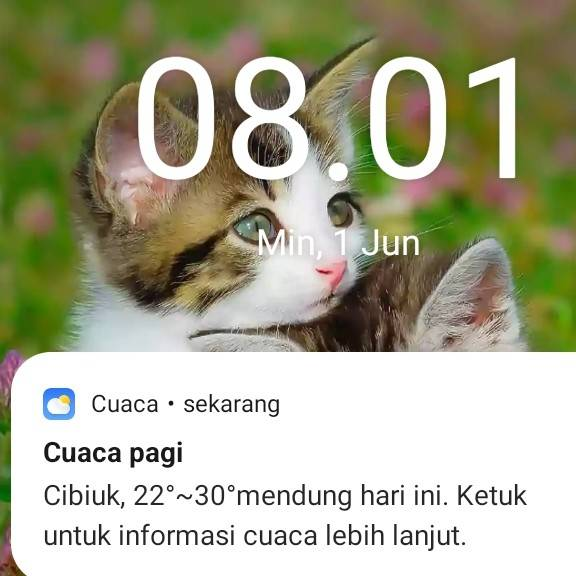 08.01
Min, 1 Jun
Cuaca • sekarang
Cuaca pagi
Cibiuk, 22°~30°mendung hari ini. Ketuk
untuk informasi cuaca lebih lanjut.